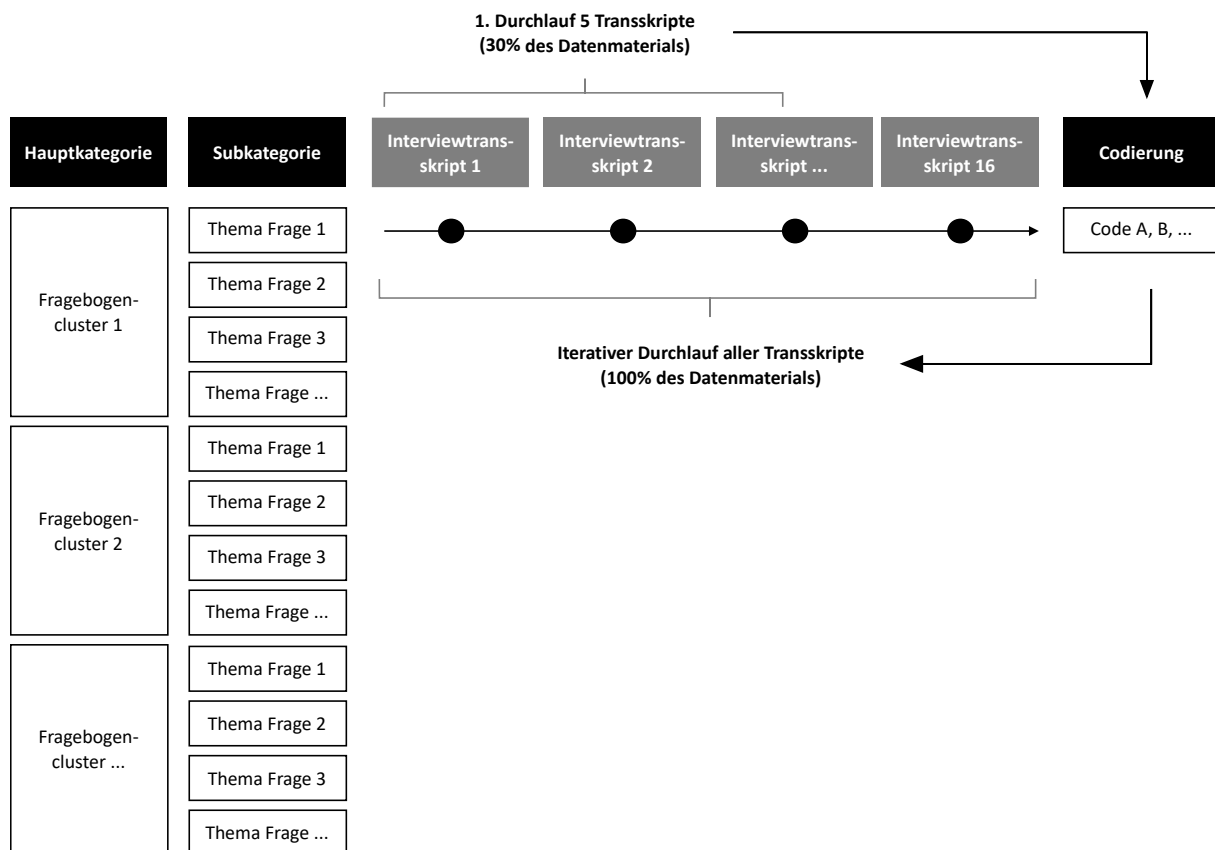 1. Durchlauf 5 Transskripte
(30% des Datenmaterials)
Hauptkategorie
Subkategorie
Interviewtrans-
skript 1
Interviewtrans-
skript 2
Interviewtrans-
skript ...
Interviewtrans-
skript 16
Codierung
Fragebogen-
cluster 1
Thema Frage 1
Thema Frage 2
Thema Frage 3
Thema Frage ...
Code A, B, ...
Iterativer Durchlauf aller Transskripte
(100% des Datenmaterials)
Fragebogen-
cluster 2
Thema Frage 1
Thema Frage 2
Thema Frage 3
Thema Frage ...
Fragebogen-
cluster ...
Thema Frage 1
Thema Frage 2
Thema Frage 3
Thema Frage ...